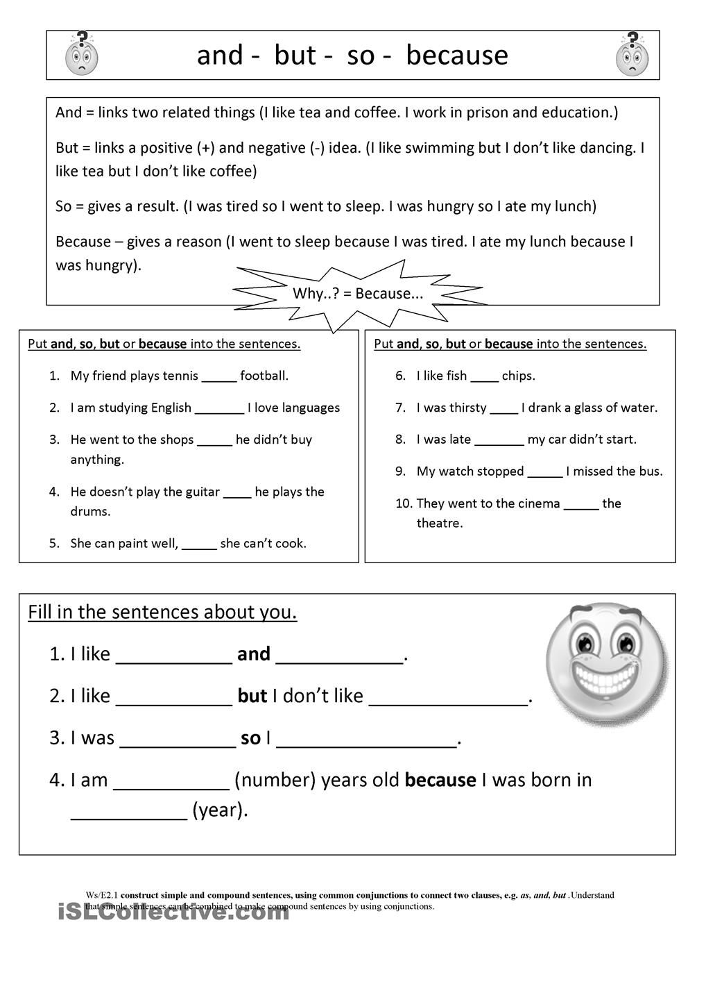 and - but - so - because
And = links two related things (I like tea and coffee. I work in prison and education.)
But = links a positive (+) and negative (-) idea. (I like swimming but I don't like dancing. I
like tea but I don't like coffee)
So = gives a result. (I was tired so I went to sleep. I was hungry so I ate my lunch)
Because – gives a reason (I went to sleep because I was tired. I ate my lunch because I
was hungry).
Why..? = Because...
Put and, so, but or because into the sentences.
1. My friend plays tennis _____ football.
2. I am studying English _______ I love languages
3. He went to the shops _____ he didn't buy
anything.
4. He doesn't play the guitar ____ he plays the
drums.
5. She can paint well, _____ she can't cook.
Put and, so, but or because into the sentences.
6. I like fish ____ chips.
7. I was thirsty ____ I drank a glass of water.
8. I was late _______ my car didn't start.
9. My watch stopped _____ I missed the bus.
10. They went to the cinema _____ the
theatre.
Fill in the sentences about you.
1. I like ___________ and ____________.
2. I like ___________ but I don't like _______________.
3. I was ___________ so I _________________.
4. I am ___________ (number) years old because I was born in
___________ (year).
Ws/E2.1 construct simple and compound sentences, using common conjunctions to connect two clauses, e.g. as, and, but .Understand
that simple sentences can be combined to make compound sentences by using conjunctions.
iSLCollective.com